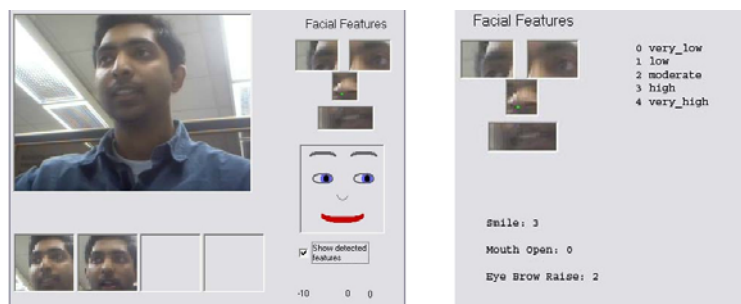 Facial Features
Show detected
features
-10 0 0
Facial Features
0 very_low
1 low
2 moderate
3 high
4 very_high
Smile: 3
Mouth Open: 0
Eye Brow Raise: 2